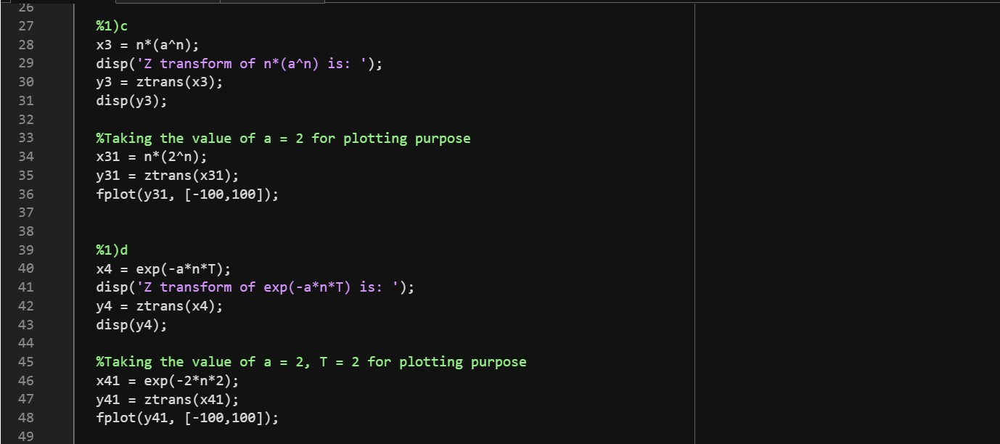 26
27 %1)c
28 x3 = n*(a^n);
29 disp('Z transform of n*(a^n) is: ');
30 y3 = ztrans(x3);
31 disp(y3);
32
33 %Taking the value of a = 2 for plotting purpose
34 x31 = n*(2^n);
35 y31 = ztrans(x31);
36 fplot(y31, [-100,100]);
37
38
39 %1)d
40 x4 = exp(-a*n*T);
41 disp('Z transform of exp(-a*n*T) is: ');
42 y4 = ztrans(x4);
43 disp(y4);
44
45 %Taking the value of a = 2, T = 2 for plotting purpose
46 x41 = exp(-2*n*2);
47 y41 = ztrans(x41);
48 fplot(y41, [-100,100]);
49